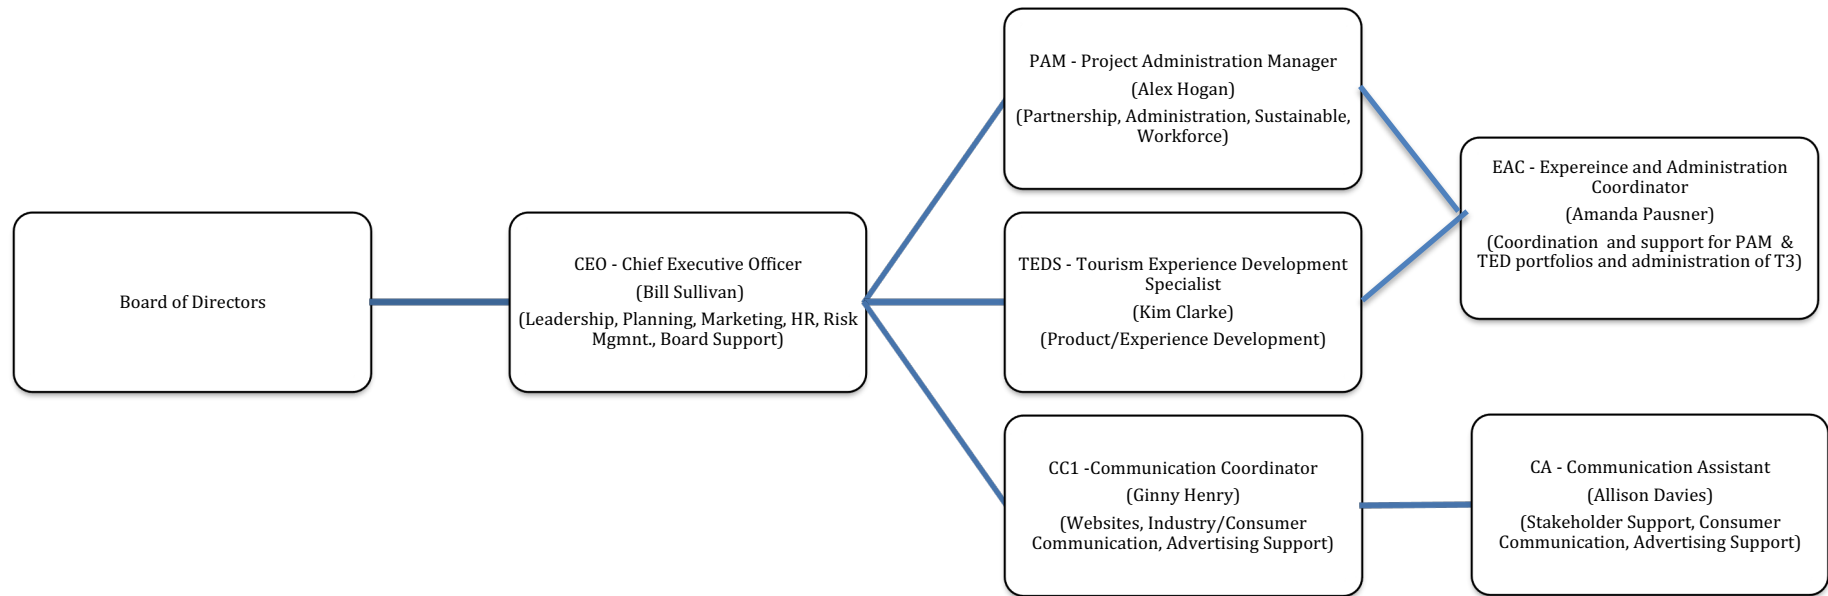 Board of Directors
CEO - Chief Executive Officer
(Bill Sullivan)
(Leadership, Planning, Marketing, HR, Risk
Mgmnt., Board Support)
PAM - Project Administration Manager
(Alex Hogan)
(Partnership, Administration, Sustainable,
Workforce)
TEDS - Tourism Experience Development
Specialist
(Kim Clarke)
(Product/Experience Development)
CC1 -Communication Coordinator
(Ginny Henry)
(Websites, Industry/Consumer
Communication, Advertising Support)
EAC - Expereince and Administration
Coordinator
(Amanda Pausner)
(Coordination and support for PAM &
TED portfolios and administration of T3)
CA - Communication Assistant
(Allison Davies)
(Stakeholder Support, Consumer
Communication, Advertising Support)